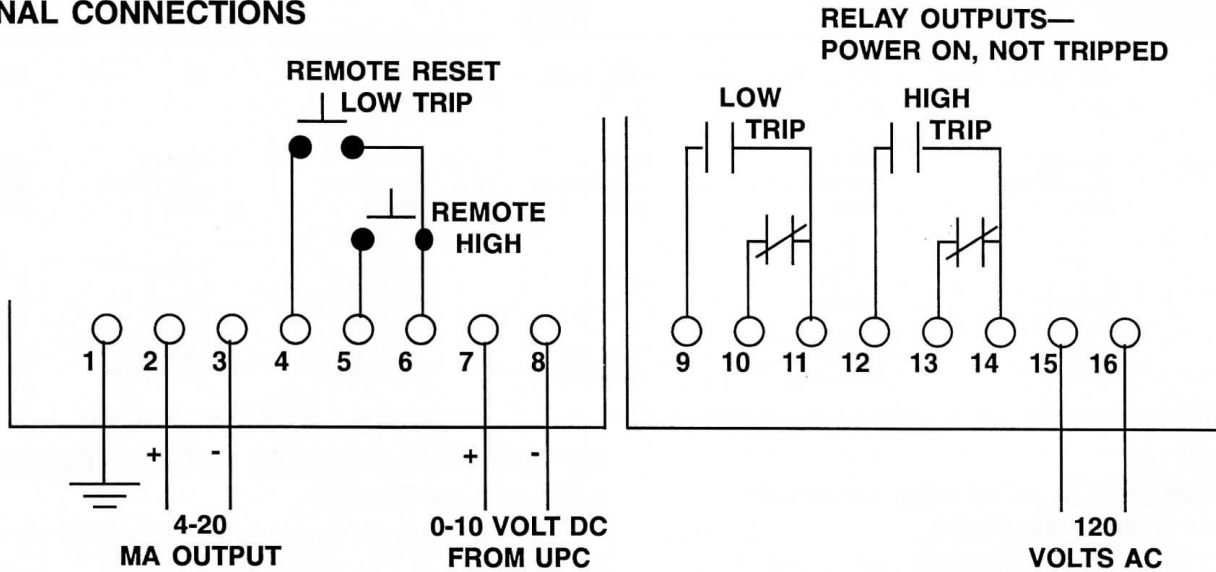 NAL CONNECTIONS
REMOTE RESET
LOW TRIP
REMOTE
HIGH
1 2 3 4 5 6 7 8
+ - + -
4-20
MA OUTPUT
0-10 VOLT DC
FROM UPC
RELAY OUTPUTS—
POWER ON, NOT TRIPPED
LOW
TRIP
HIGH
TRIP
9 10 11 12 13 14 15 16
120
VOLTS AC